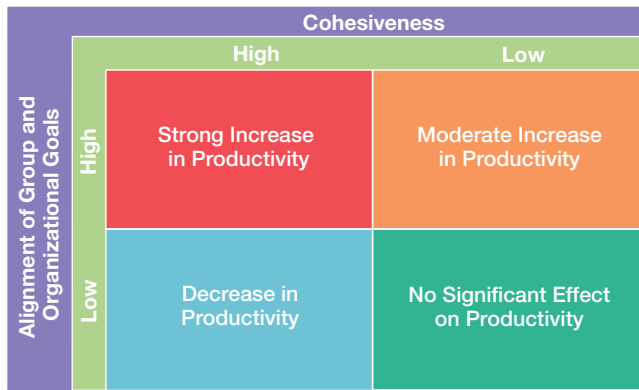 Cohesiveness
High
Low
Alignment of Group and
Organizational Goals
High
Strong Increase
in Productivity
Moderate Increase
in Productivity
Low
Decrease in
Productivity
No Significant Effect
on Productivity